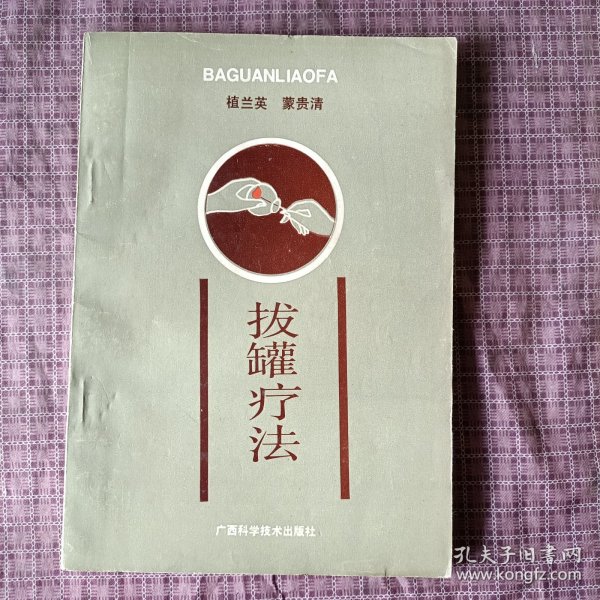 BAGUANLIAOFA
植兰英 蒙贵清
拔罐疗法
广西科学技术出版社
孔夫子旧書网
www.kongfz.com